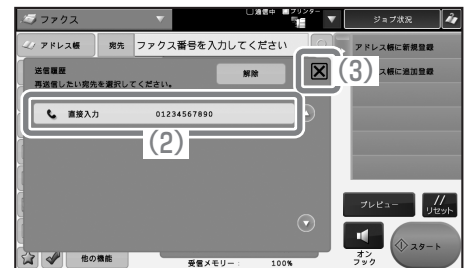 ファクス
通信中 プリンター
ジョブ状況
アドレス帳 宛先 ファクス番号を入力してください
アドレス帳に新規登録
送信履歴
再送信したい宛先を選択してください。
解除
(3)
ス帳に追加登録
直接入力 01234567890
(2)
プレビュー
リセット
オン
フック
スタート
他の機能
受信メモリー: 100%